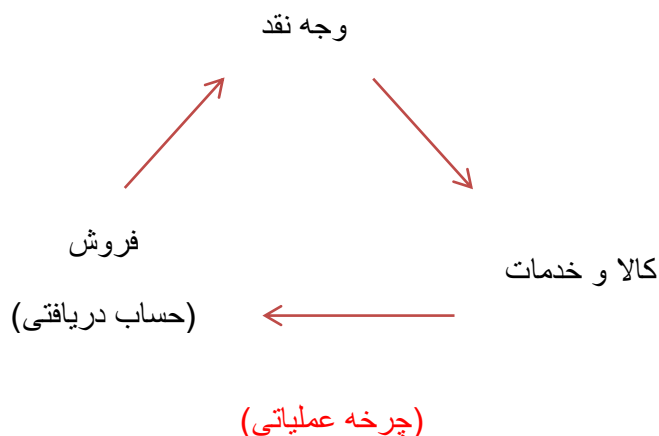 وجه نقد
فروش
کالا و خدمات
(حساب دریافتی)
(چرخه عملیاتی)